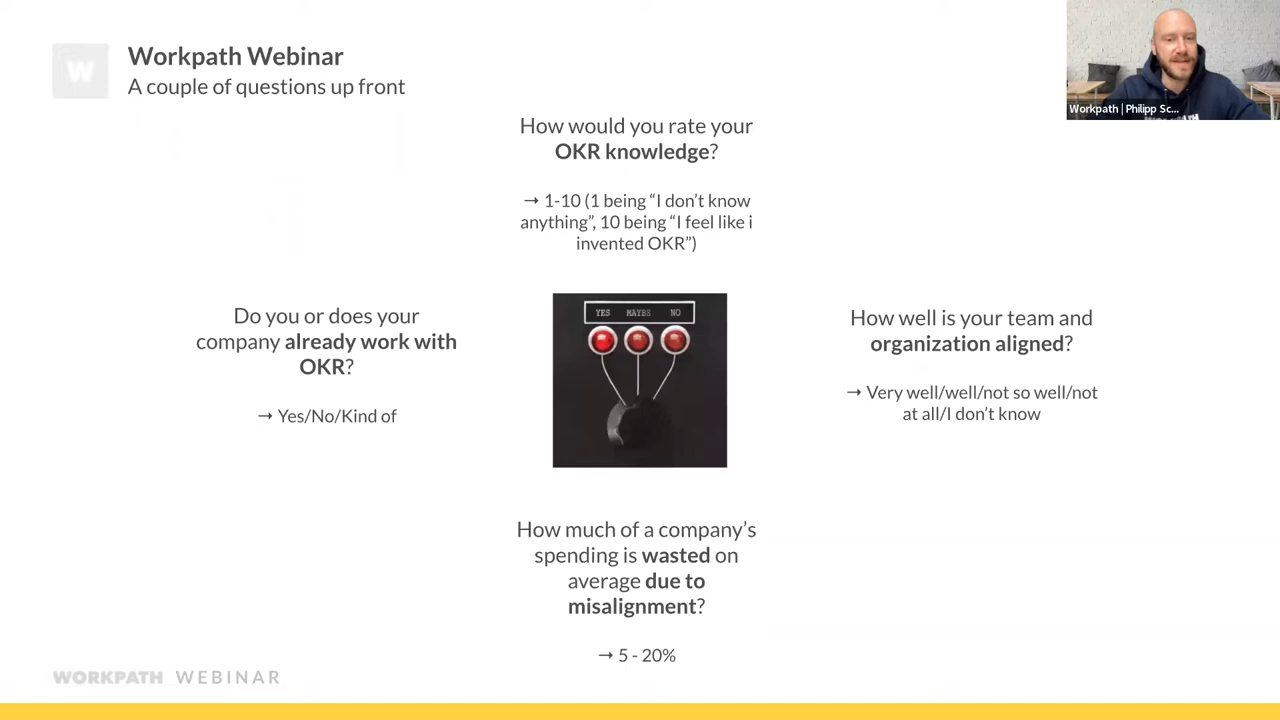 W
Workpath Webinar
A couple of questions up front
Workpath | Philipp Sc...
How would you rate your
OKR knowledge?
→ 1-10 (1 being “I don’t know
anything”, 10 being “I feel like i
invented OKR”)
Do you or does your
company already work with
OKR?
→ Yes/No/Kind of
YES MAYBE NO
How well is your team and
organization aligned?
→ Very well/well/not so well/not
at all/I don’t know
How much of a company’s
spending is wasted on
average due to
misalignment?
→ 5 - 20%
WORKPATH WEBINAR